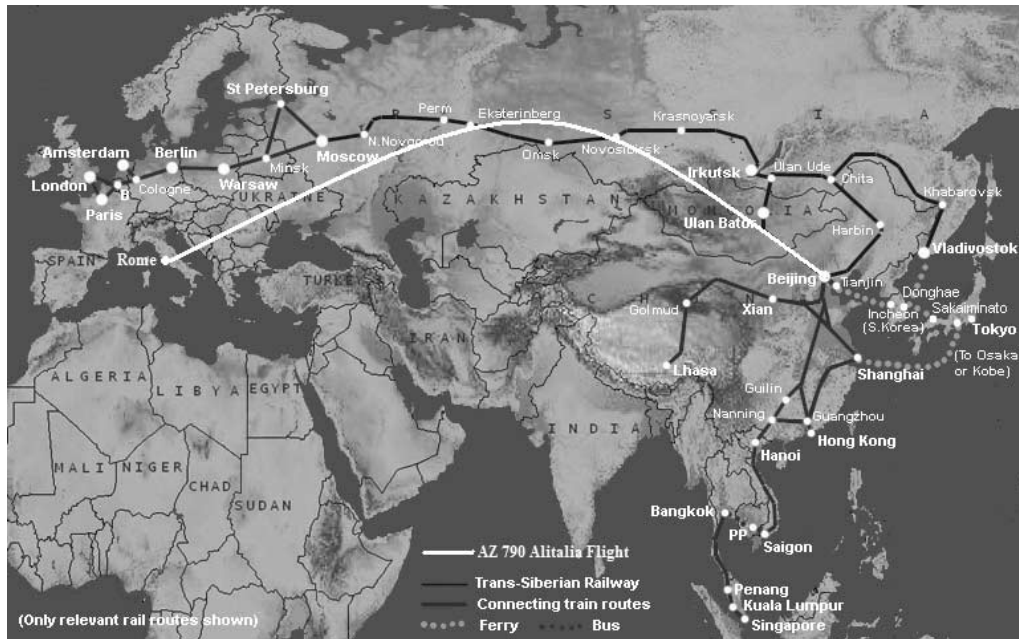 St Petersburg
R U S S I A
Perm
Ekaterinberg
Krasnoyarsk
N.Novgorod
Moscow
Omsk
Novosibirsk
Amsterdam
Berlin
Minsk
London
B
Cologne
Warsaw
Irkutsk
Ulan Ude
Chita
Paris
UKRAINE
KAZAKHSTAN
MONGOLIA
Khabarovsk
Ulan Bator
Harbin
Vladivostok
SPAIN
Rome
TURKEY
Beijing
Tianjin
C H I N A
Donghae
Golmud
Xian
Incheon
(S.Korea)
Sakaiminato
Tokyo
IRAN
(To Osaka
or Kobe)
Lhasa
Shanghai
ALGERIA
LIBYA
EGYPT
Guilin
Nanning
Guangzhou
INDIA
Hong Kong
Hanoi
MALI
NIGER
CHAD
SUDAN
Bangkok
PP
Saigon
AZ 790 Alitalia Flight
Trans-Siberian Railway
Penang
Connecting train routes
Kuala Lumpur
(Only relevant rail routes shown)
Ferry
Bus
Singapore